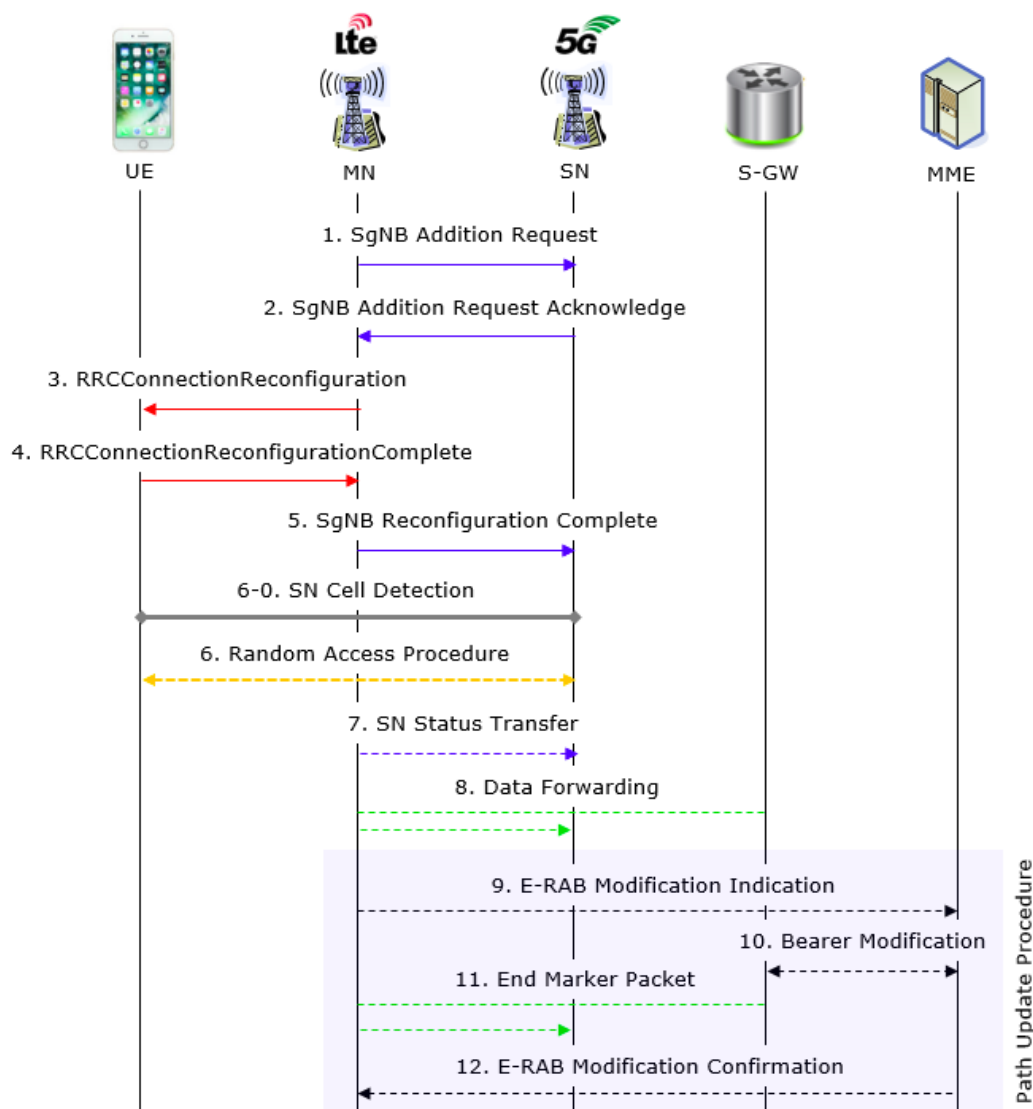 Lte
5G
UE
MN
SN
S-GW
MME
1. SgNB Addition Request
2. SgNB Addition Request Acknowledge
3. RRCConnectionReconfiguration
4. RRCConnectionReconfigurationComplete
5. SgNB Reconfiguration Complete
6-0. SN Cell Detection
6. Random Access Procedure
7. SN Status Transfer
8. Data Forwarding
9. E-RAB Modification Indication
10. Bearer Modification
11. End Marker Packet
12. E-RAB Modification Confirmation
Path Update Procedure